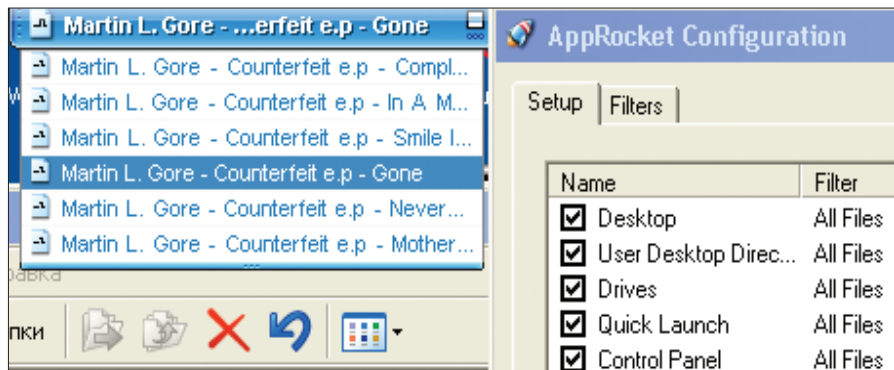 Martin L. Gore - ...erfeit e.p - Gone
Martin L. Gore - Counterfeit e.p - Compl...
Martin L. Gore - Counterfeit e.p - In A M...
Martin L. Gore - Counterfeit e.p - Smile I...
Martin L. Gore - Counterfeit e.p - Gone
Martin L. Gore - Counterfeit e.p - Never...
Martin L. Gore - Counterfeit e.p - Mother...
равка
пки
AppRocket Configuration
Setup Filters
Name Filter
Desktop All Files
User Desktop Direc... All Files
Drives All Files
Quick Launch All Files
Control Panel All Files